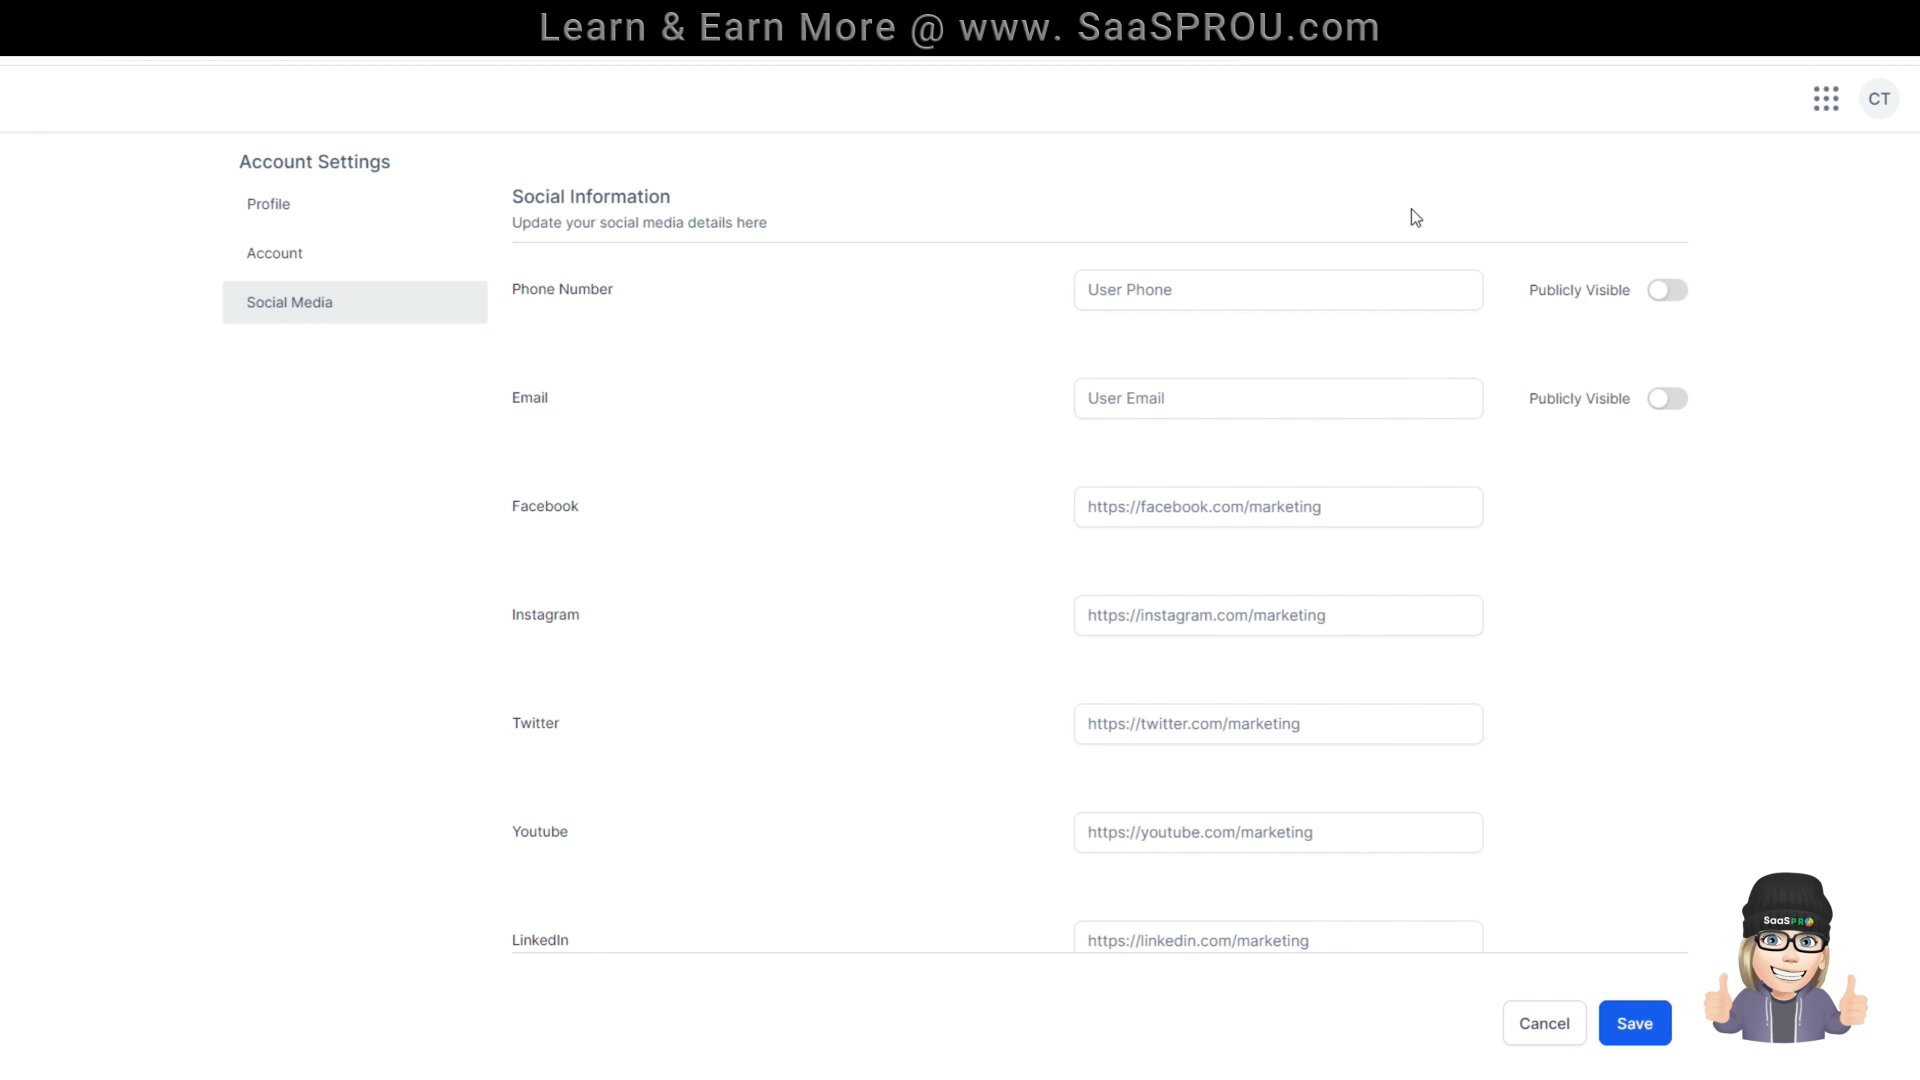 Learn & Earn More @ www. SaaSPROU.com
CT
Account Settings
Profile
Account
Social Media
Social Information
Update your social media details here
Phone Number
User Phone
Publicly Visible
Email
User Email
Publicly Visible
Facebook
https://facebook.com/marketing
Instagram
https://instagram.com/marketing
Twitter
https://twitter.com/marketing
Youtube
https://youtube.com/marketing
LinkedIn
https://linkedin.com/marketing
Cancel
Save
SaaSPRO